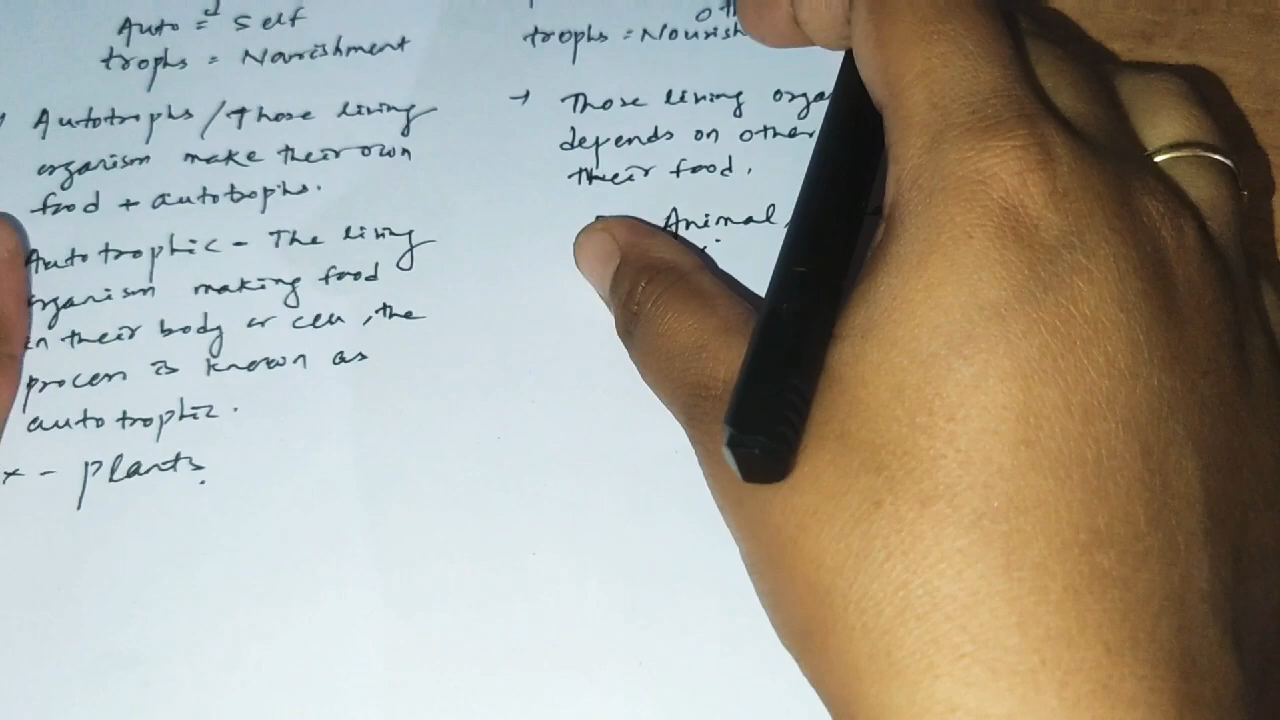 Auto = Self
trophs = Nourishment
Autotrophs / Those living
organism make their own
food + autotrophs.
Autotrophic - The living
organism making food
in their body or cell, the
process is known as
autotrophic.
x - plants.
trophs = Nourish
→ Those living orga
depends on other
their food.
Animal,